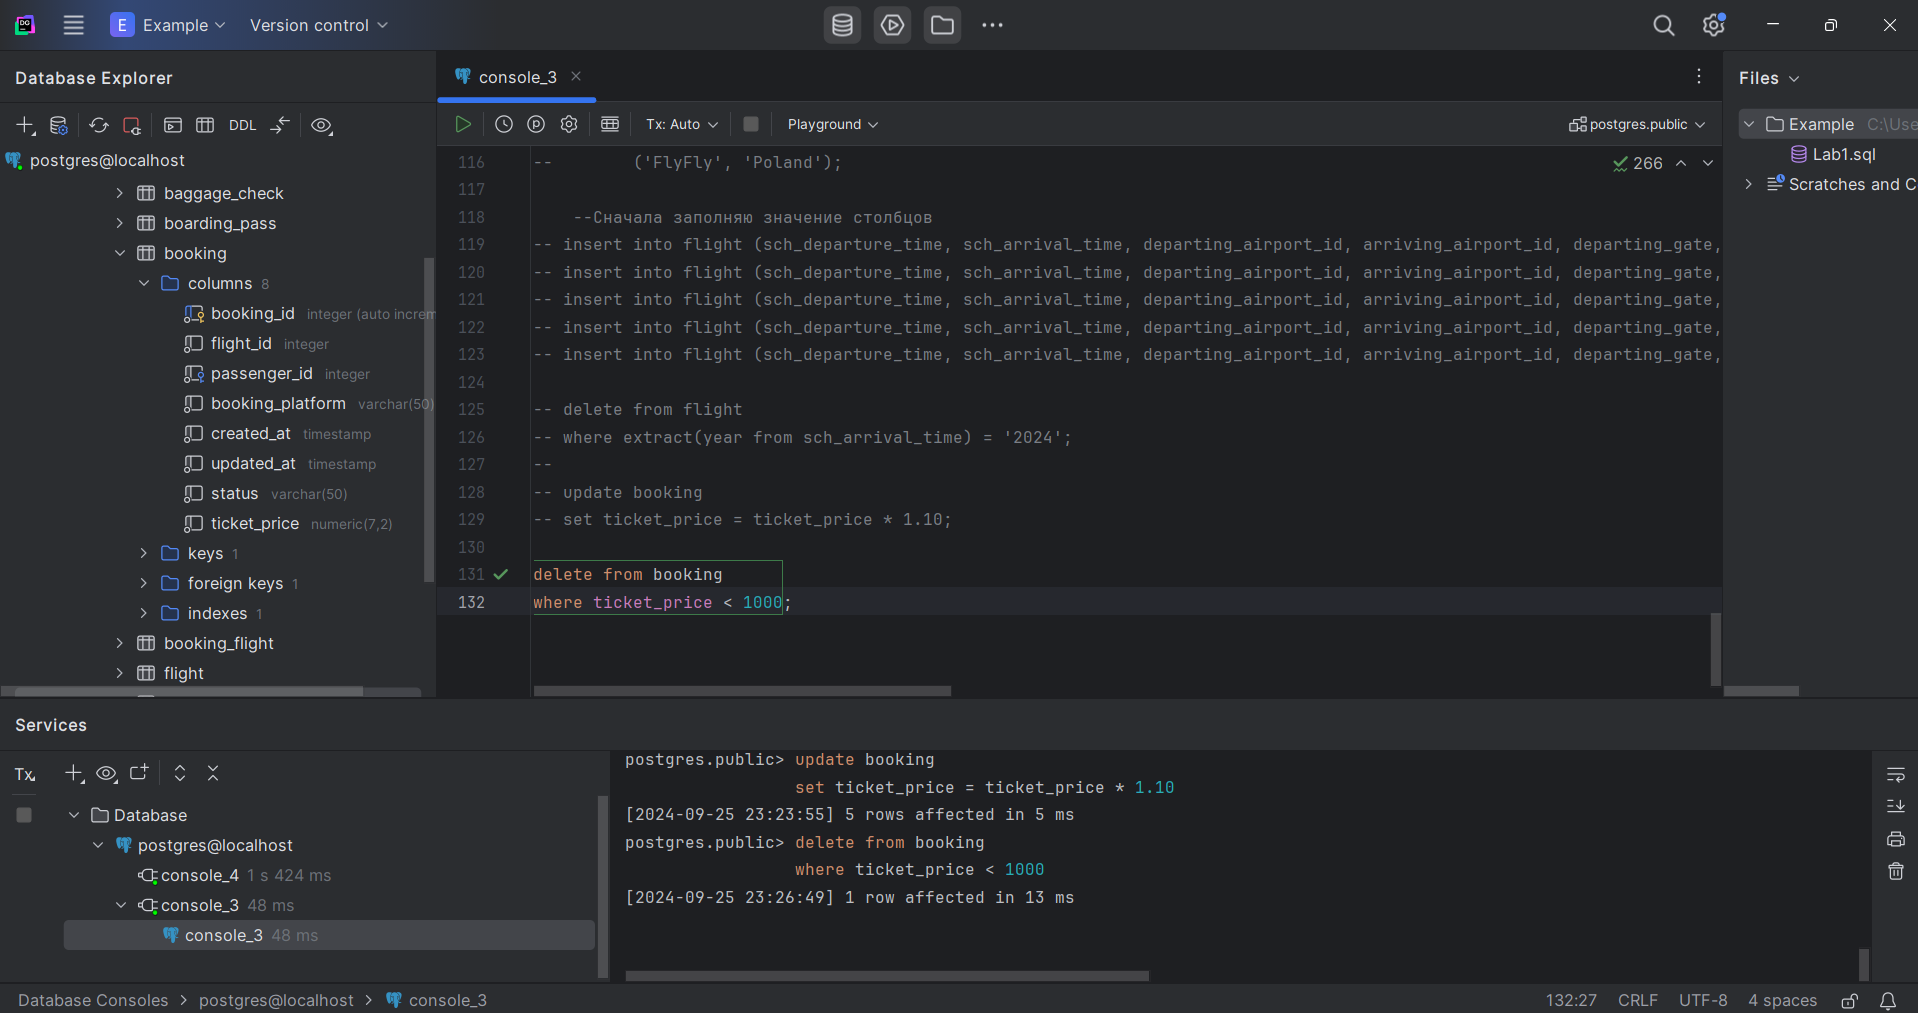 E Example Version control
Database Explorer
console_3
Files
DDL
Tx: Auto
Playground
postgres.public
Example C:\Use
Lab1.sql
Scratches and C
postgres@localhost
baggage_check
boarding_pass
booking
columns 8
booking_id integer (auto increm
flight_id integer
passenger_id integer
booking_platform varchar(50)
created_at timestamp
updated_at timestamp
status varchar(50)
ticket_price numeric(7,2)
keys 1
foreign keys 1
indexes 1
booking_flight
flight
266
116 -- ('FlyFly', 'Poland');
117
118 --Сначала заполняю значение столбцов
119 -- insert into flight (sch_departure_time, sch_arrival_time, departing_airport_id, arriving_airport_id, departing_gate,
120 -- insert into flight (sch_departure_time, sch_arrival_time, departing_airport_id, arriving_airport_id, departing_gate,
121 -- insert into flight (sch_departure_time, sch_arrival_time, departing_airport_id, arriving_airport_id, departing_gate,
122 -- insert into flight (sch_departure_time, sch_arrival_time, departing_airport_id, arriving_airport_id, departing_gate,
123 -- insert into flight (sch_departure_time, sch_arrival_time, departing_airport_id, arriving_airport_id, departing_gate,
124
125 -- delete from flight
126 -- where extract(year from sch_arrival_time) = '2024';
127 --
128 -- update booking
129 -- set ticket_price = ticket_price * 1.10;
130
131 delete from booking
132 where ticket_price < 1000;
Services
Tx
Database
postgres@localhost
console_4 1 s 424 ms
console_3 48 ms
console_3 48 ms
postgres.public> update booking
set ticket_price = ticket_price * 1.10
[2024-09-25 23:23:55] 5 rows affected in 5 ms
postgres.public> delete from booking
where ticket_price < 1000
[2024-09-25 23:26:49] 1 row affected in 13 ms
Database Consoles > postgres@localhost > console_3
132:27 CRLF UTF-8 4 spaces